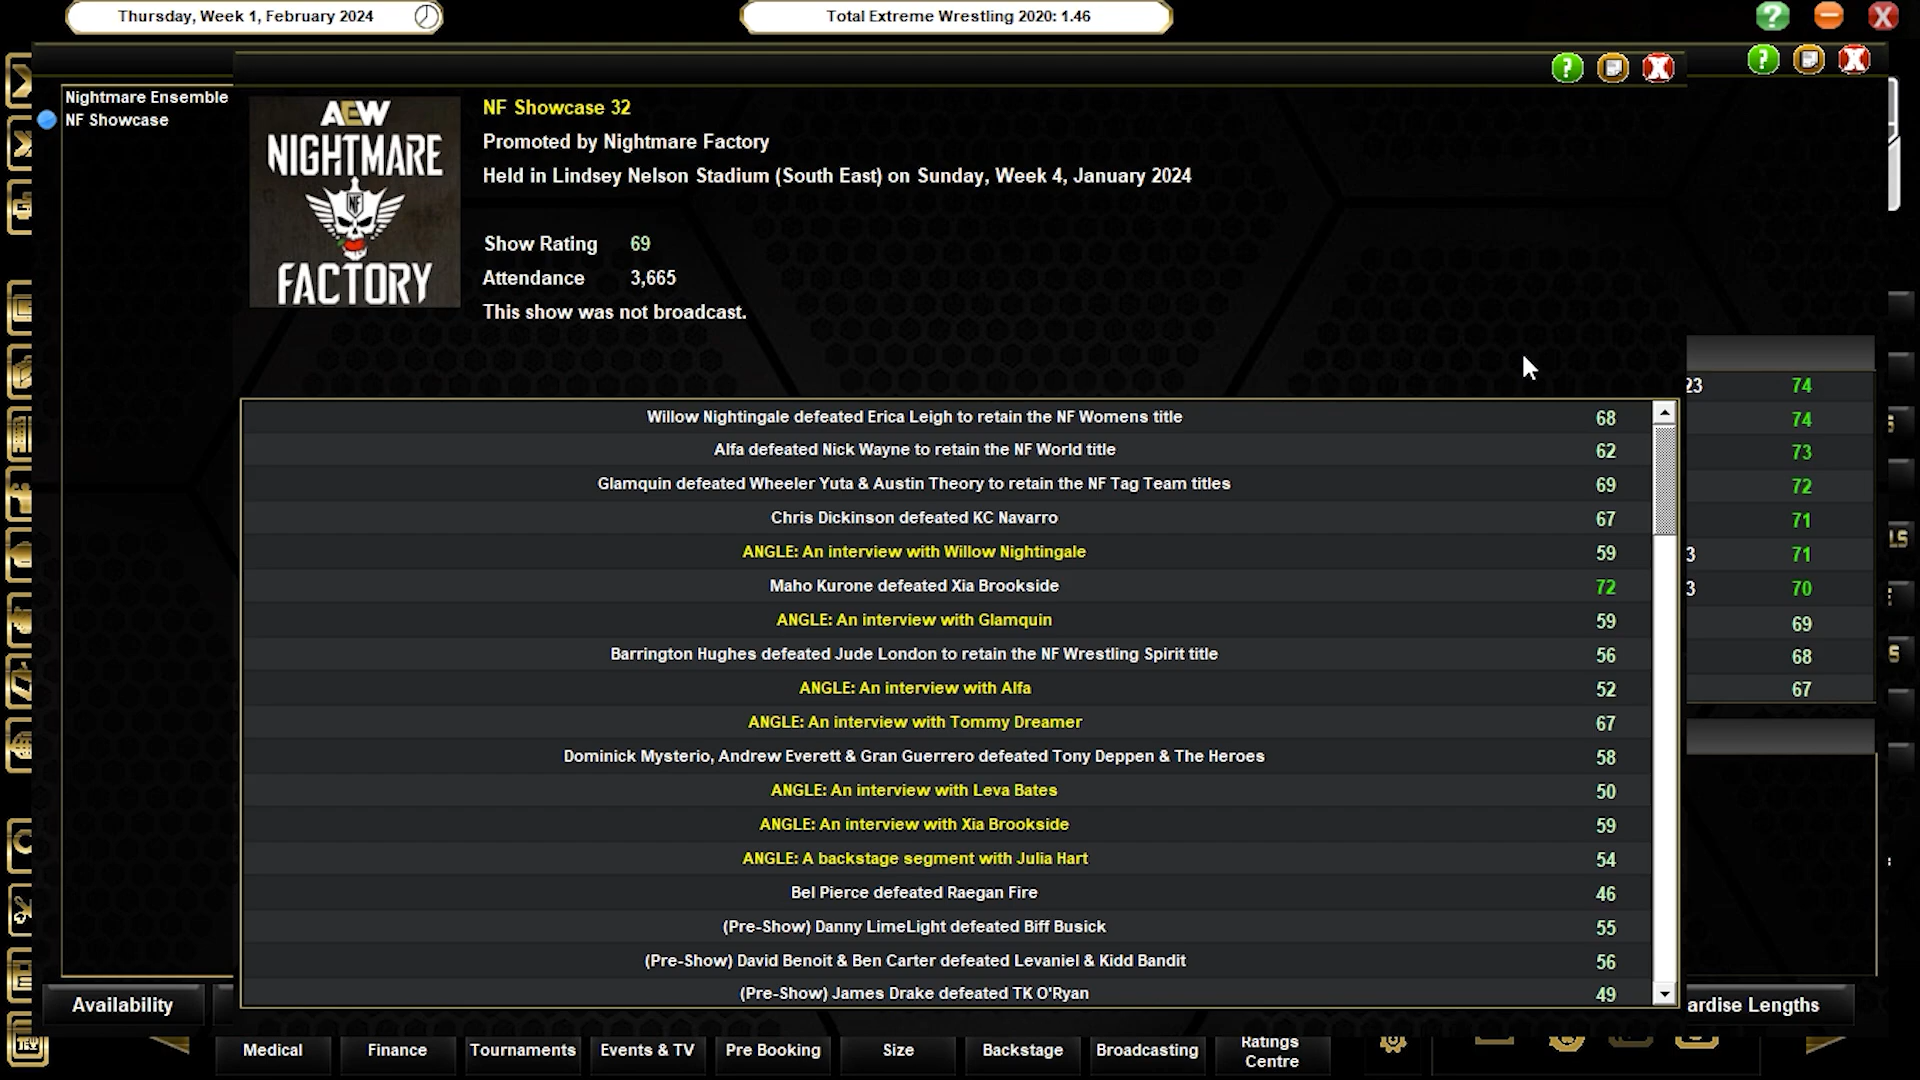 Thursday, Week 1, February 2024
Total Extreme Wrestling 2020: 1.46
Nightmare Ensemble
NF Showcase
AEW
NIGHTMARE
NF
FACTORY
NF Showcase 32
Promoted by Nightmare Factory
Held in Lindsey Nelson Stadium (South East) on Sunday, Week 4, January 2024
Show Rating 69
Attendance 3,665
This show was not broadcast.
Willow Nightingale defeated Erica Leigh to retain the NF Womens title 68
Alfa defeated Nick Wayne to retain the NF World title 62
Glamquin defeated Wheeler Yuta & Austin Theory to retain the NF Tag Team titles 69
Chris Dickinson defeated KC Navarro 67
ANGLE: An interview with Willow Nightingale 59
Maho Kurone defeated Xia Brookside 72
ANGLE: An interview with Glamquin 59
Barrington Hughes defeated Jude London to retain the NF Wrestling Spirit title 56
ANGLE: An interview with Alfa 52
ANGLE: An interview with Tommy Dreamer 67
Dominick Mysterio, Andrew Everett & Gran Guerrero defeated Tony Deppen & The Heroes 58
ANGLE: An interview with Leva Bates 50
ANGLE: An interview with Xia Brookside 59
ANGLE: A backstage segment with Julia Hart 54
Bel Pierce defeated Raegan Fire 46
(Pre-Show) Danny LimeLight defeated Biff Busick 55
(Pre-Show) David Benoit & Ben Carter defeated Levaniel & Kidd Bandit 56
(Pre-Show) James Drake defeated TK O'Ryan 49
23 74
74
73
72
71
3 71
3 70
69
68
67
Availability
ardise Lengths
Medical
Finance
Tournaments
Events & TV
Pre Booking
Size
Backstage
Broadcasting
Ratings
Centre